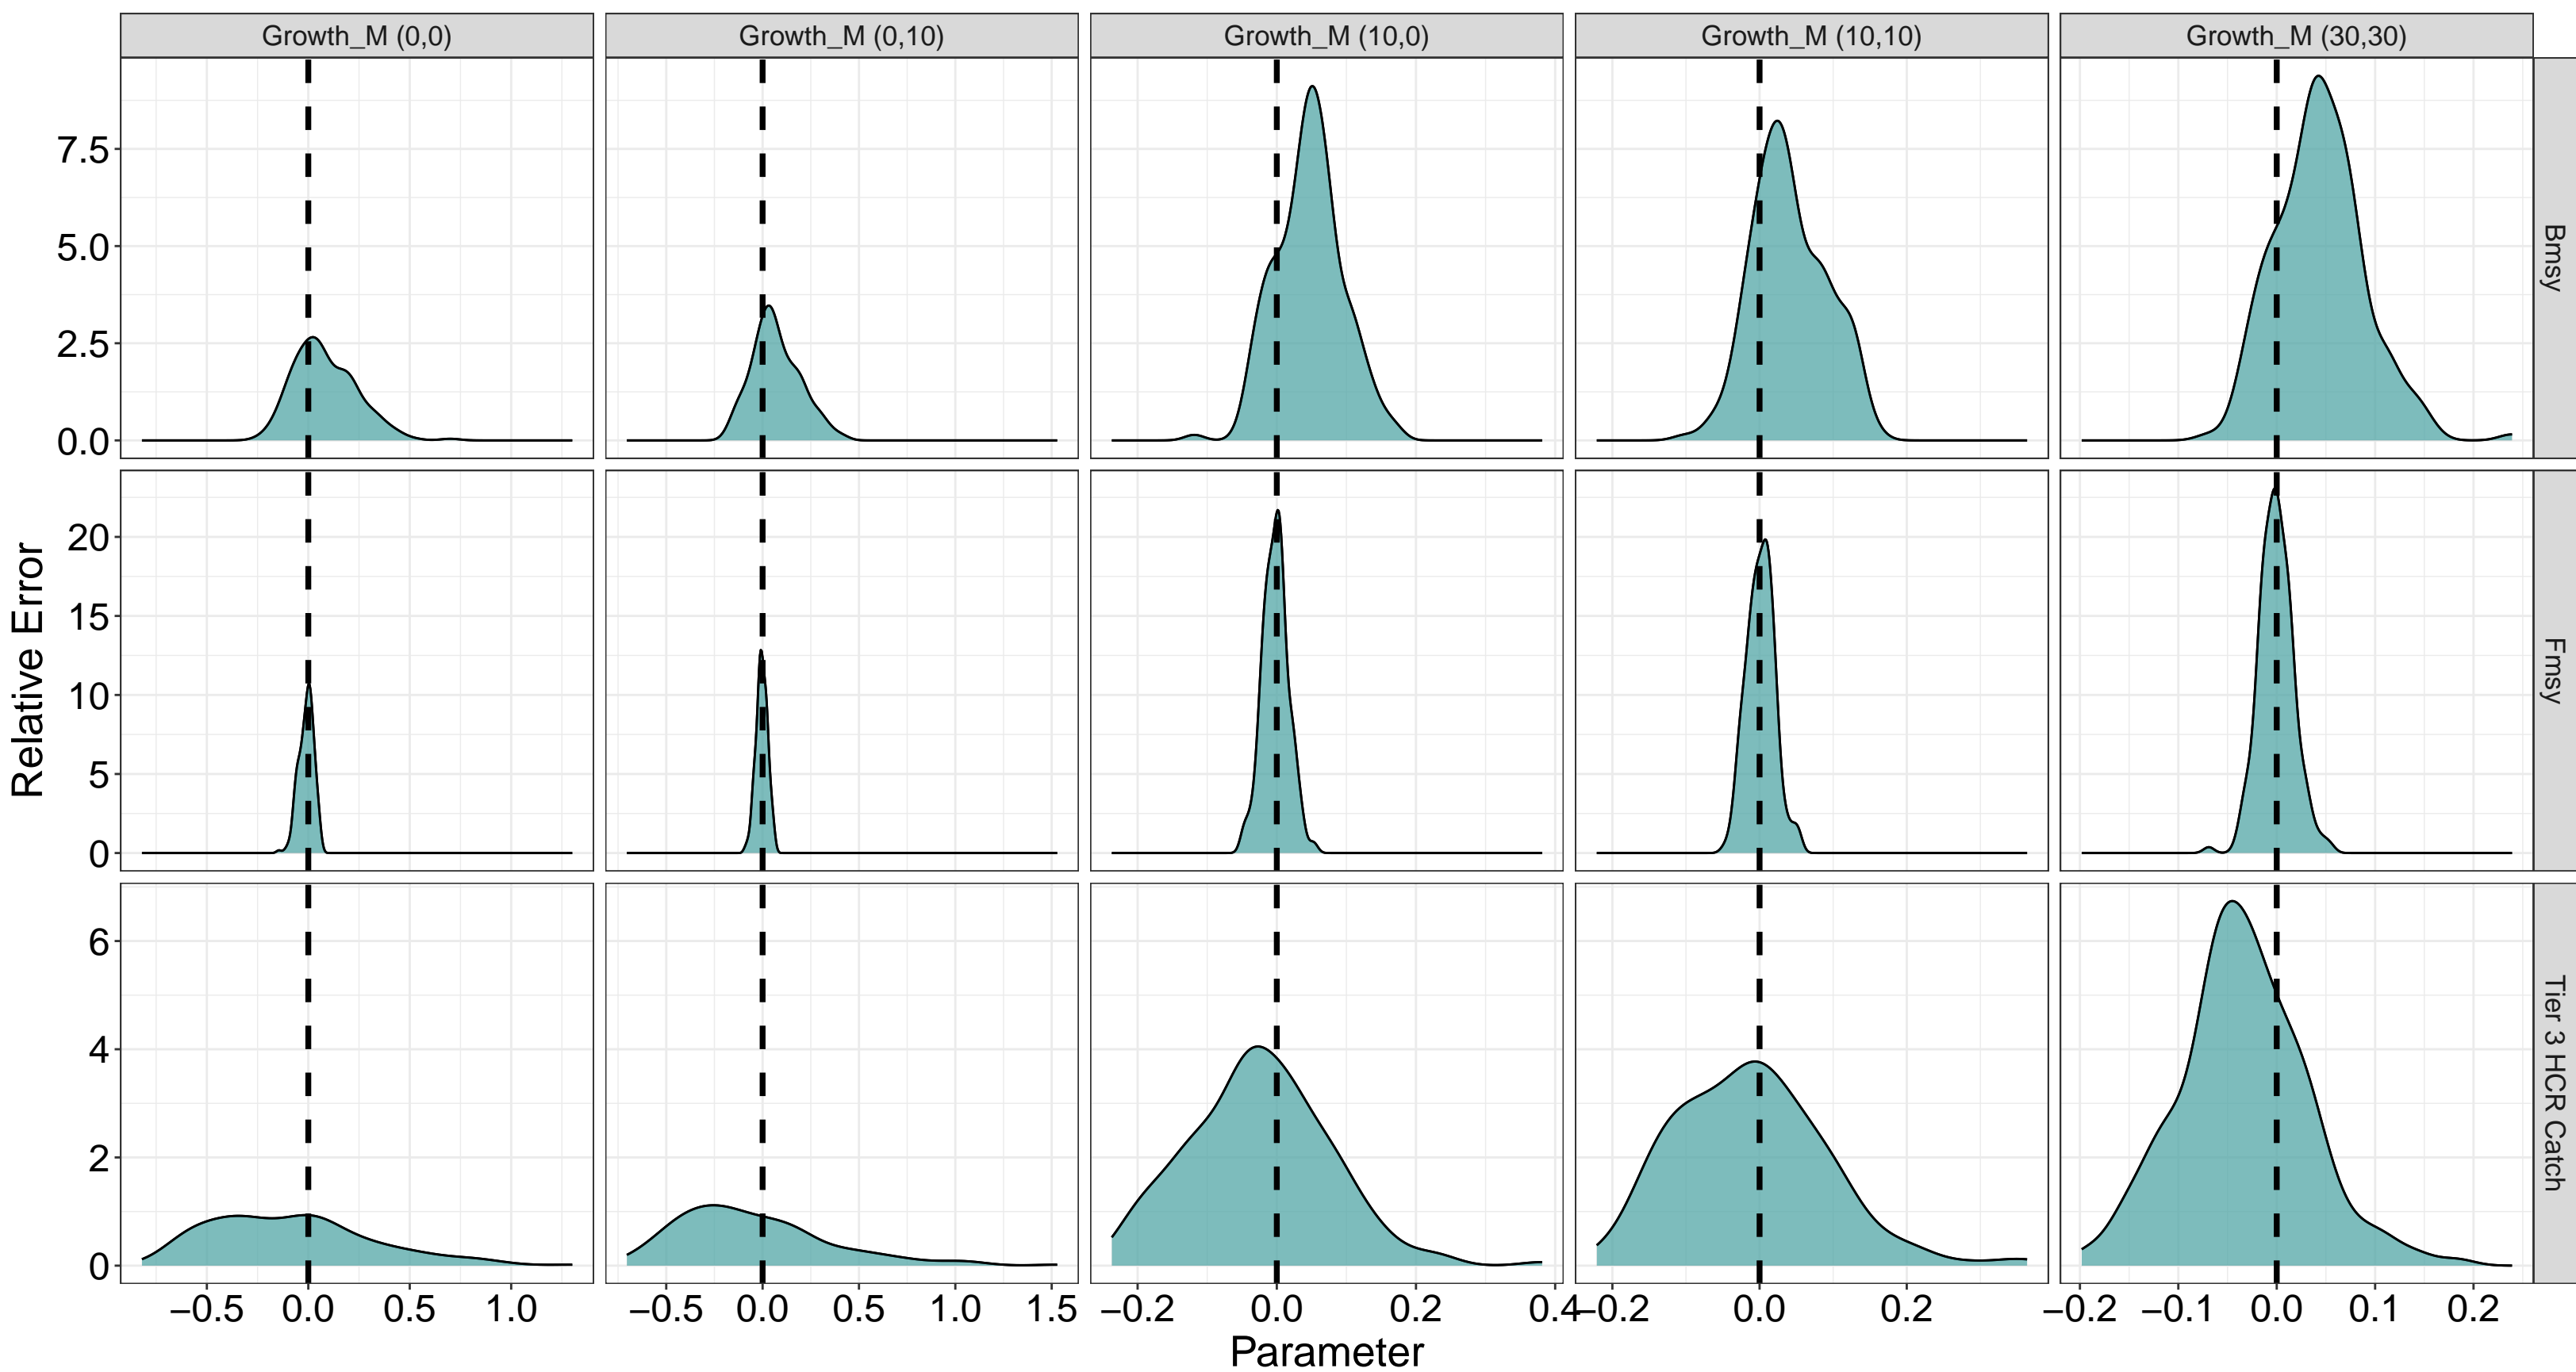 Growth_M (0,0) Growth_M (0,10) Growth_M (10,0) Growth_M (10,10) Growth_M (30,30)
7.5
5.0
2.5
0.0
Bmsy
20
15
10
5
0
Fmsy
6
4
2
0
Tier 3 HCR Catch
Relative Error
−0.5 0.0 0.5 1.0 −0.5 0.0 0.5 1.0 1.5 −0.2 0.0 0.2 0.4 −0.2 0.0 0.2 −0.2 −0.1 0.0 0.1 0.2
Parameter